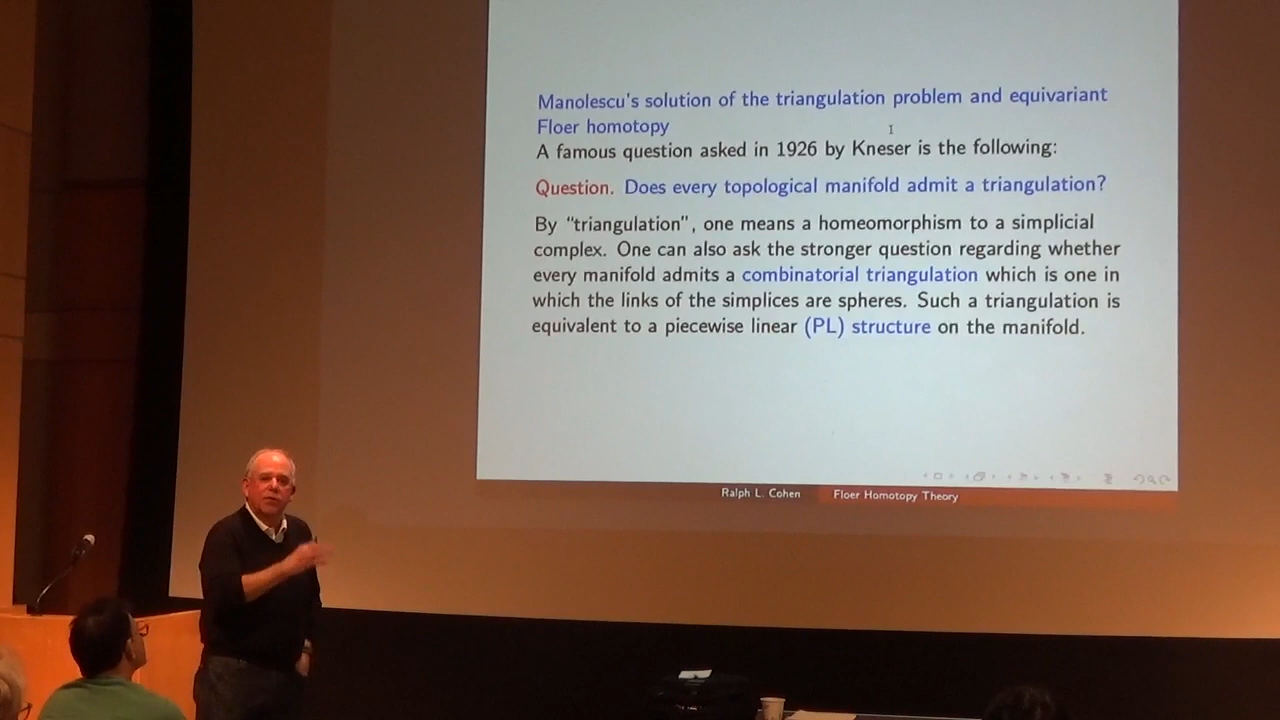 Manolescu's solution of the triangulation problem and equivariant
Floer homotopy
A famous question asked in 1926 by Kneser is the following:
Question. Does every topological manifold admit a triangulation?
By “triangulation”, one means a homeomorphism to a simplicial
complex. One can also ask the stronger question regarding whether
every manifold admits a combinatorial triangulation which is one in
which the links of the simplices are spheres. Such a triangulation is
equivalent to a piecewise linear (PL) structure on the manifold.
Ralph L. Cohen Floer Homotopy Theory